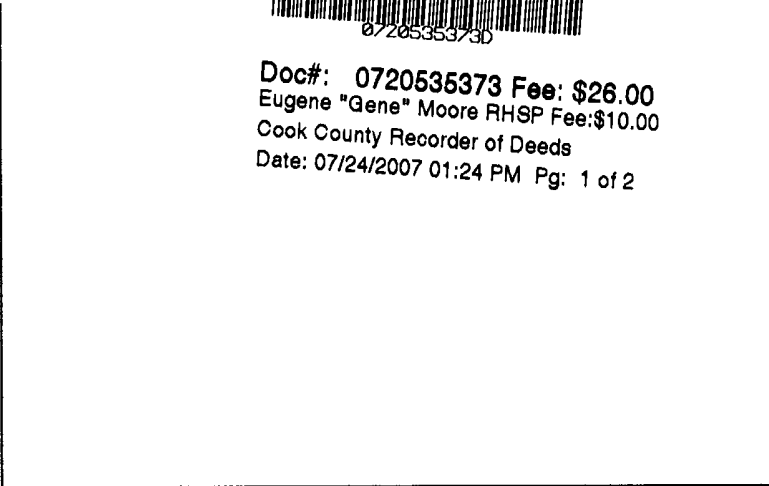 0720535373D
Doc#: 0720535373 Fee: $26.00
Eugene "Gene" Moore RHSP Fee:$10.00
Cook County Recorder of Deeds
Date: 07/24/2007 01:24 PM Pg: 1 of 2